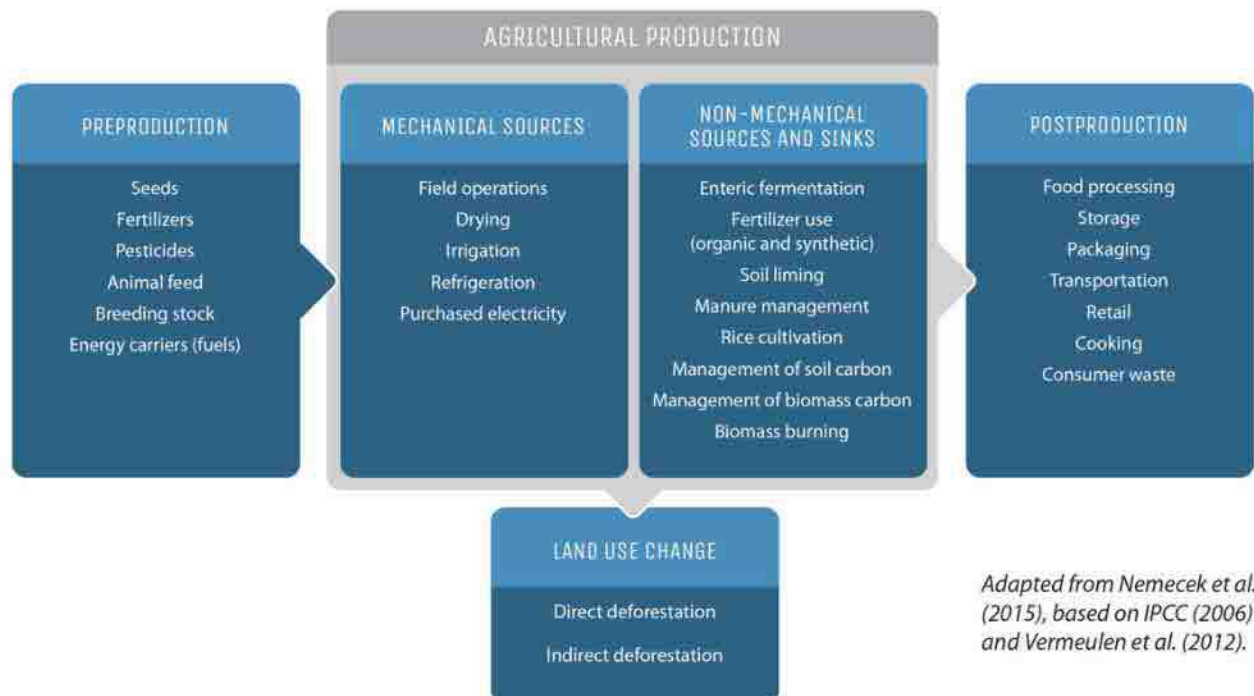 AGRICULTURAL PRODUCTION
PREPRODUCTION
Seeds
Fertilizers
Pesticides
Animal feed
Breeding stock
Energy carriers (fuels)
MECHANICAL SOURCES
Field operations
Drying
Irrigation
Refrigeration
Purchased electricity
NON-MECHANICAL
SOURCES AND SINKS
Enteric fermentation
Fertilizer use
(organic and synthetic)
Soil liming
Manure management
Rice cultivation
Management of soil carbon
Management of biomass carbon
Biomass burning
POSTPRODUCTION
Food processing
Storage
Packaging
Transportation
Retail
Cooking
Consumer waste
LAND USE CHANGE
Direct deforestation
Indirect deforestation
Adapted from Nemecek et al.
(2015), based on IPCC (2006)
and Vermeulen et al. (2012).